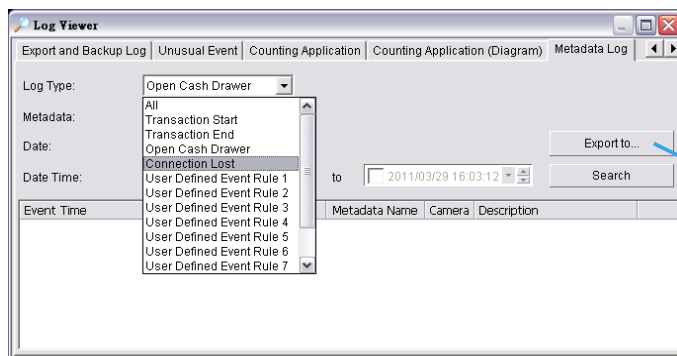 Log Viewer
Export and Backup Log Unusual Event Counting Application Counting Application (Diagram) Metadata Log
Log Type: Open Cash Drawer
All
Metadata: Transaction Start
Transaction End
Date: Open Cash Drawer Export to...
Connection Lost
Date Time: User Defined Event Rule 1 to 2011/03/29 16:03:12 Search
User Defined Event Rule 2
Event Time User Defined Event Rule 3 Metadata Name Camera Description
User Defined Event Rule 4
User Defined Event Rule 5
User Defined Event Rule 6
User Defined Event Rule 7